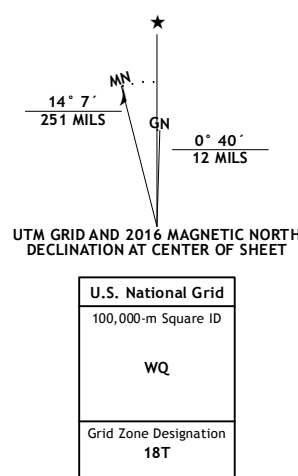 ★
MN
GN
14° 7´
251 MILS
0° 40´
12 MILS
UTM GRID AND 2016 MAGNETIC NORTH
DECLINATION AT CENTER OF SHEET
U.S. National Grid
100,000-m Square ID
WQ
Grid Zone Designation
18T